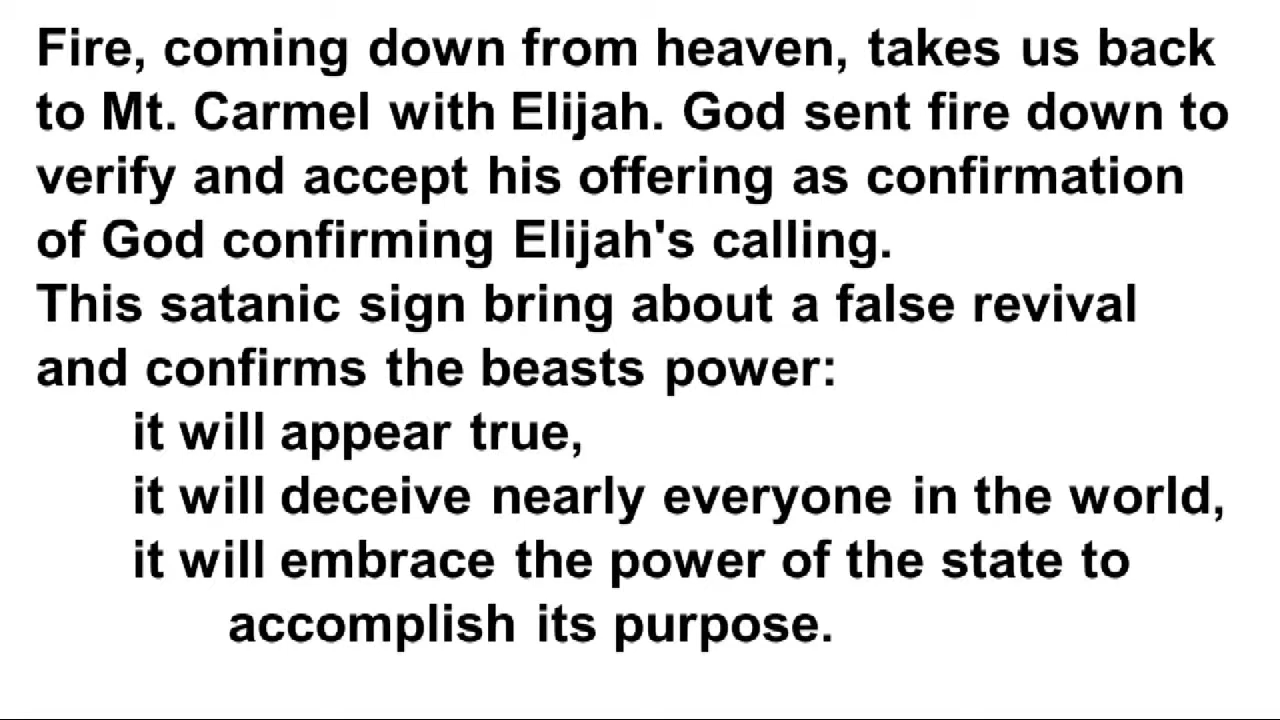 Fire, coming down from heaven, takes us back
to Mt. Carmel with Elijah. God sent fire down to
verify and accept his offering as confirmation
of God confirming Elijah's calling.
This satanic sign bring about a false revival
and confirms the beasts power:
it will appear true,
it will deceive nearly everyone in the world,
it will embrace the power of the state to
accomplish its purpose.